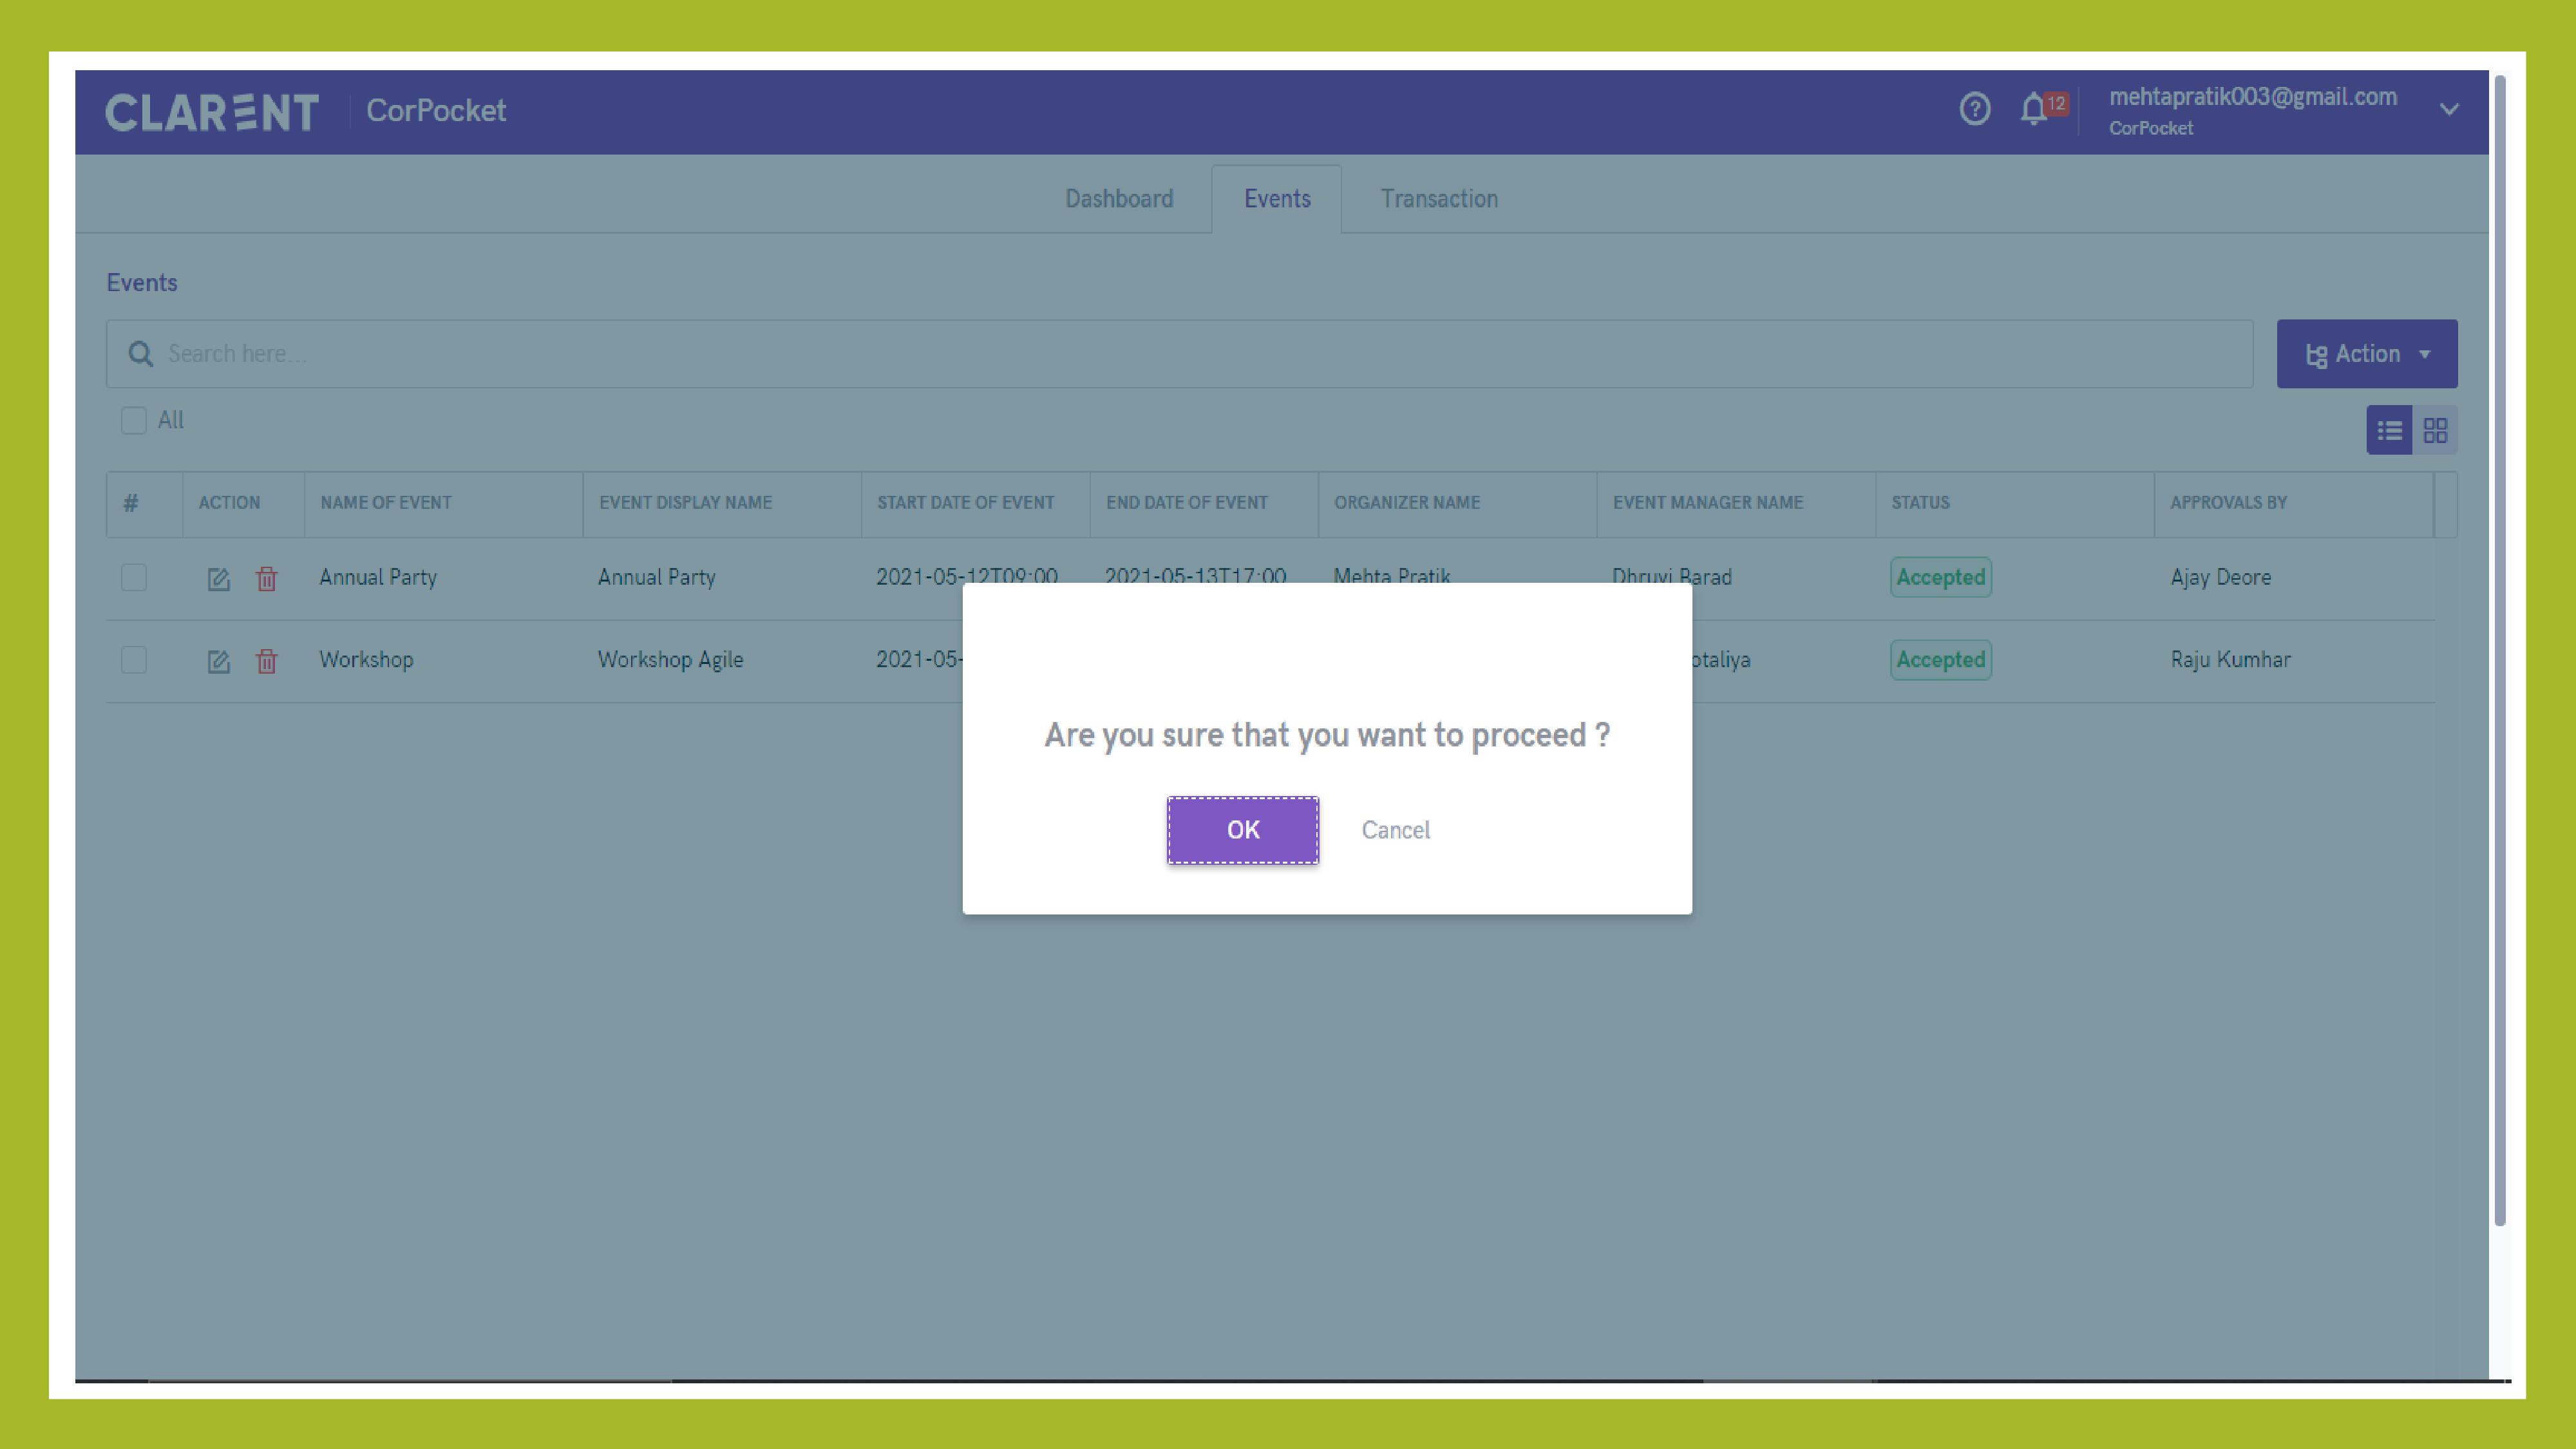 CLARENT CorPocket
12
mehtapratik003@gmail.com
CorPocket
Dashboard Events Transaction
Events
Search here...
Action
All
# ACTION NAME OF EVENT EVENT DISPLAY NAME START DATE OF EVENT END DATE OF EVENT ORGANIZER NAME EVENT MANAGER NAME STATUS APPROVALS BY
Annual Party Annual Party 2021-05-12T09:00 2021-05-13T17:00 Mehta Pratik Dhruvi Barad Accepted Ajay Deore
Workshop Workshop Agile 2021-05- otaliya Accepted Raju Kumhar
Are you sure that you want to proceed ?
OK Cancel